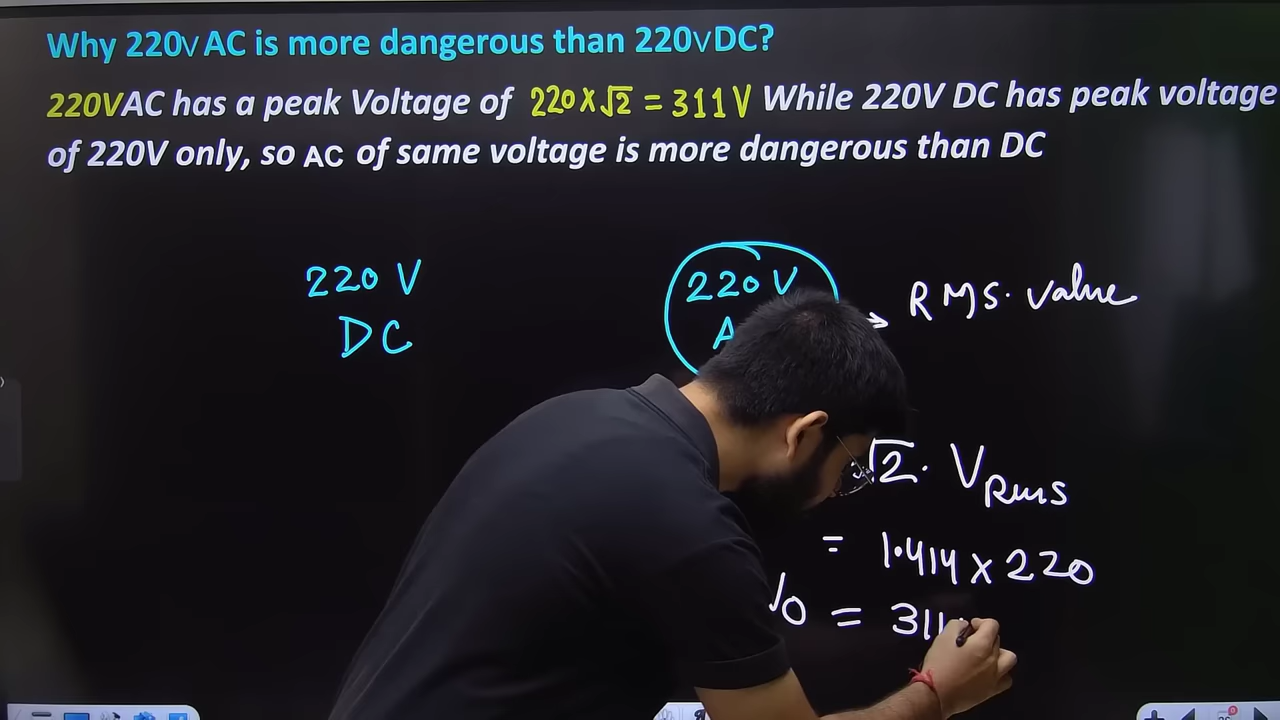 Why 220v AC is more dangerous than 220v DC?
220VAC has a peak Voltage of 220 X √2 = 311 V While 220V DC has peak voltage
of 220V only, so AC of same voltage is more dangerous than DC
220 V
DC
220 V
A
RMS. value
√2 . VRms
= 1.414 X 220
= 311